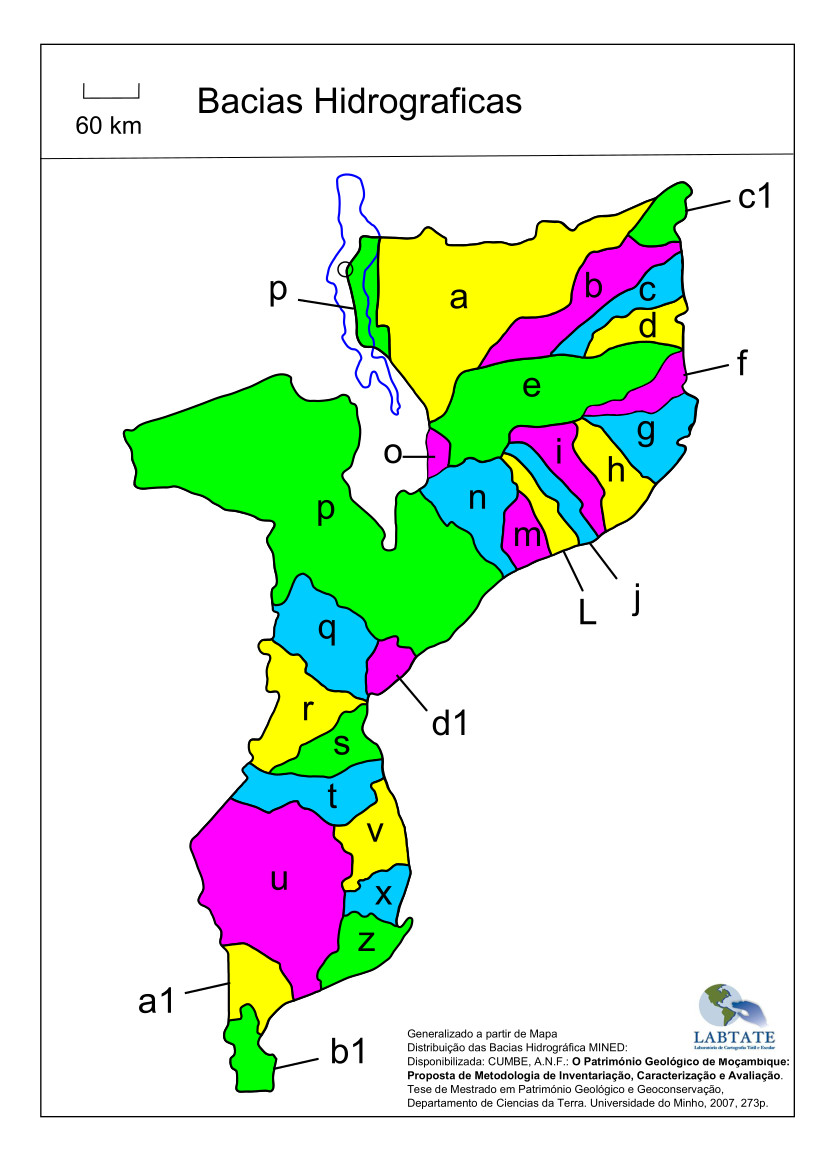 Bacias Hidrograficas
60 km
c1
p
a
b
c
d
f
e
g
o
i
h
n
p
m
j
L
q
d1
r
s
t
v
u
x
z
a1
b1
LABTATE
Laboratório de Cartografia Tátil e Escolar
Generalizado a partir de Mapa
Distribuição das Bacias Hidrográfica MINED:
Disponibilizada: CUMBE, A.N.F.: O Património Geológico de Moçambique:
Proposta de Metodologia de Inventariação, Caracterização e Avaliação.
Tese de Mestrado em Património Geológico e Geoconservação,
Departamento de Ciencias da Terra. Universidade do Minho, 2007, 273p.